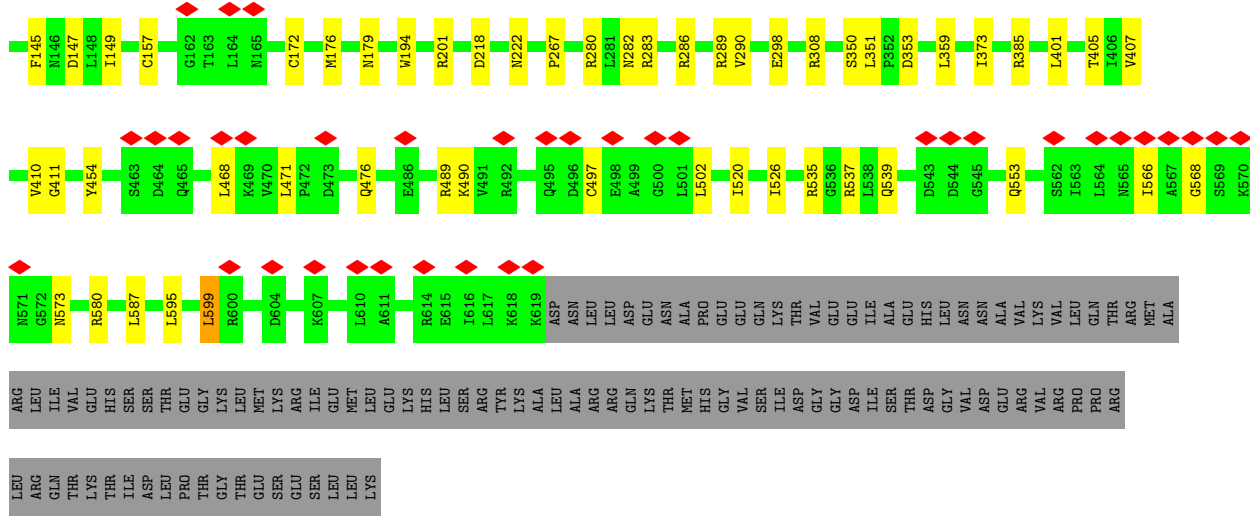 F145 N146 D147 L148 I149 C157 G162 T163 L164 N165 C172 M176 N179 W194 R201 D218 N222 P267 R280 L281 N282 R283 R286 R289 V290 E298 R308 S350 L351 P352 D353 L359 I373 R385 L401 T405 I406 V407
V410 G411 Y454 S463 D464 Q465 L468 K469 V470 L471 P472 D473 Q476 E486 R489 K490 V491 R492 Q495 D496 C497 E498 A499 G500 L501 L502 I520 I526 R535 G536 R537 L538 Q539 D543 D544 G545 Q553 S562 I563 L564 N565 I566 A567 G568 S569 K570
N571 G572 N573 R580 L587 L595 L599 R600 D604 K607 L610 A611 R614 E615 I616 L617 K618 K619 ASP ASN LEU LEU ASP GLU ASN ALA PRO GLU GLU GLN LYS THR VAL GLU GLU ILE ALA GLU HIS LEU ASN ASN ALA VAL LYS VAL LEU GLN THR ARG MET ALA
ARG LEU ILE VAL GLU HIS SER SER THR GLU GLY LYS LEU MET LYS ARG ILE GLU MET LEU GLU LYS HIS LEU SER ARG TYR LYS ALA LEU ALA ARG ARG GLN LYS THR MET HIS GLY VAL SER ILE ASP GLY GLY ASP ILE SER THR ASP GLY VAL ASP GLU ARG VAL ARG PRO PRO ARG
LEU ARG GLN THR LYS THR ILE ASP LEU PRO THR GLY THR GLU SER GLU SER LEU LEU LYS